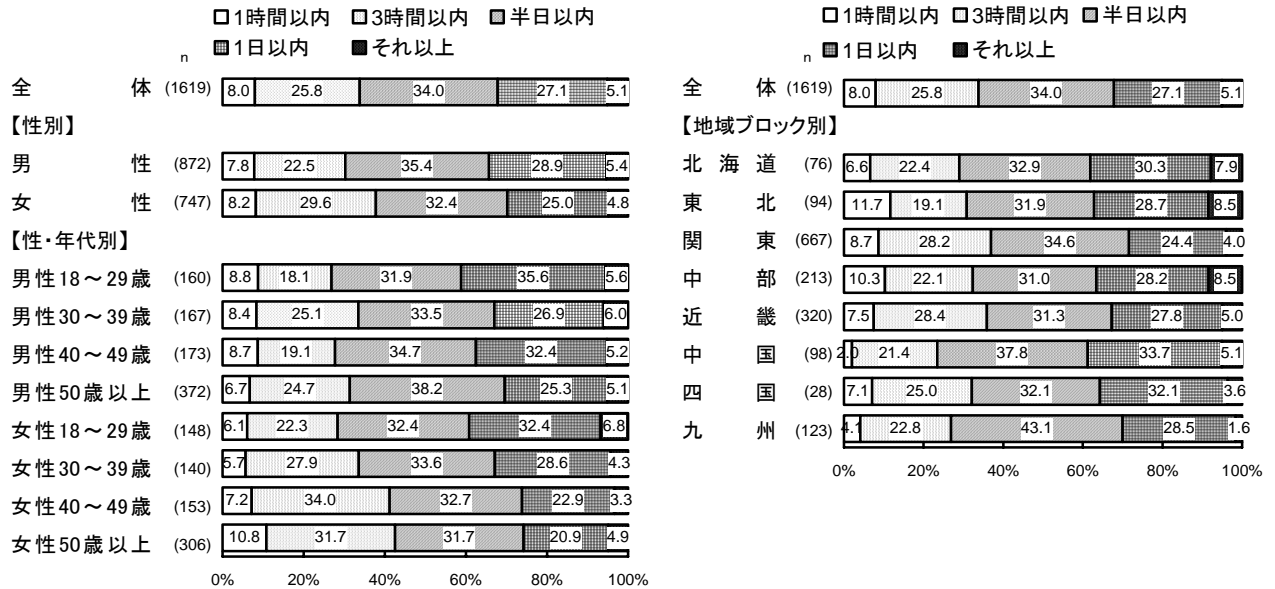 □1時間以内 □3時間以内 ▨半日以内
▦1日以内 ■それ以上
n
全体 (1619) 8.0 25.8 34.0 27.1 5.1
【性別】
男性 (872) 7.8 22.5 35.4 28.9 5.4
女性 (747) 8.2 29.6 32.4 25.0 4.8
【性・年代別】
男性18～29歳 (160) 8.8 18.1 31.9 35.6 5.6
男性30～39歳 (167) 8.4 25.1 33.5 26.9 6.0
男性40～49歳 (173) 8.7 19.1 34.7 32.4 5.2
男性50歳以上 (372) 6.7 24.7 38.2 25.3 5.1
女性18～29歳 (148) 6.1 22.3 32.4 32.4 6.8
女性30～39歳 (140) 5.7 27.9 33.6 28.6 4.3
女性40～49歳 (153) 7.2 34.0 32.7 22.9 3.3
女性50歳以上 (306) 10.8 31.7 31.7 20.9 4.9
0% 20% 40% 60% 80% 100%
□1時間以内 □3時間以内 ▨半日以内
n ▦1日以内 ■それ以上
全体 (1619) 8.0 25.8 34.0 27.1 5.1
【地域ブロック別】
北海道 (76) 6.6 22.4 32.9 30.3 7.9
東北 (94) 11.7 19.1 31.9 28.7 8.5
関東 (667) 8.7 28.2 34.6 24.4 4.0
中部 (213) 10.3 22.1 31.0 28.2 8.5
近畿 (320) 7.5 28.4 31.3 27.8 5.0
中国 (98) 2.0 21.4 37.8 33.7 5.1
四国 (28) 7.1 25.0 32.1 32.1 3.6
九州 (123) 4.1 22.8 43.1 28.5 1.6
0% 20% 40% 60% 80% 100%